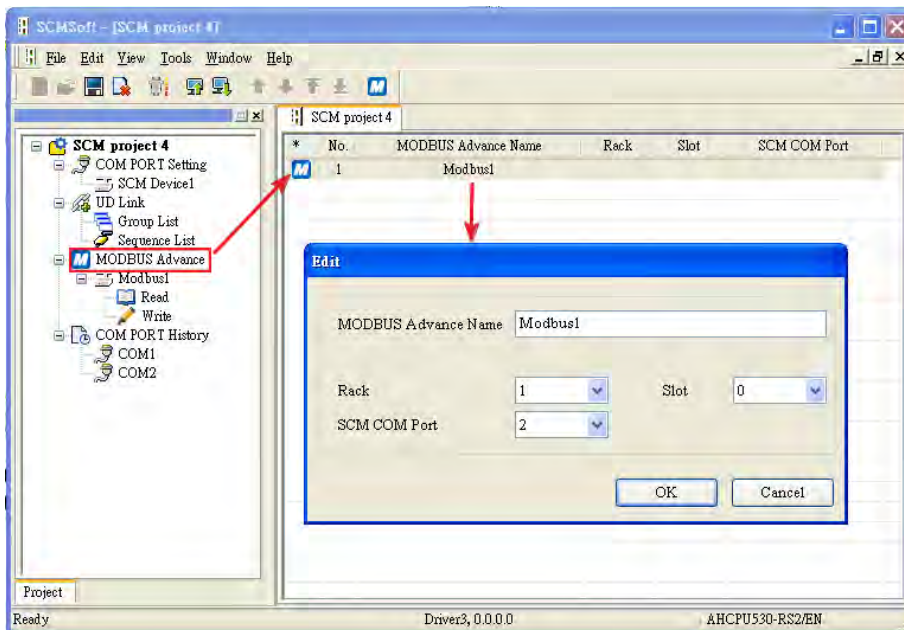 SCMSoft - [SCM project 4]
File Edit View Tools Window Help
SCM project 4
* No. MODBUS Advance Name Rack Slot SCM COM Port
M 1 Modbus1
SCM project 4
COM PORT Setting
SCM Device1
UD Link
Group List
Sequence List
M MODBUS Advance
Modbus1
Read
Write
COM PORT History
COM1
COM2
Edit
MODBUS Advance Name Modbus1
Rack 1 Slot 0
SCM COM Port 2
OK Cancel
Project
Ready Driver3, 0.0.0.0 AHCPU530-RS2/EN